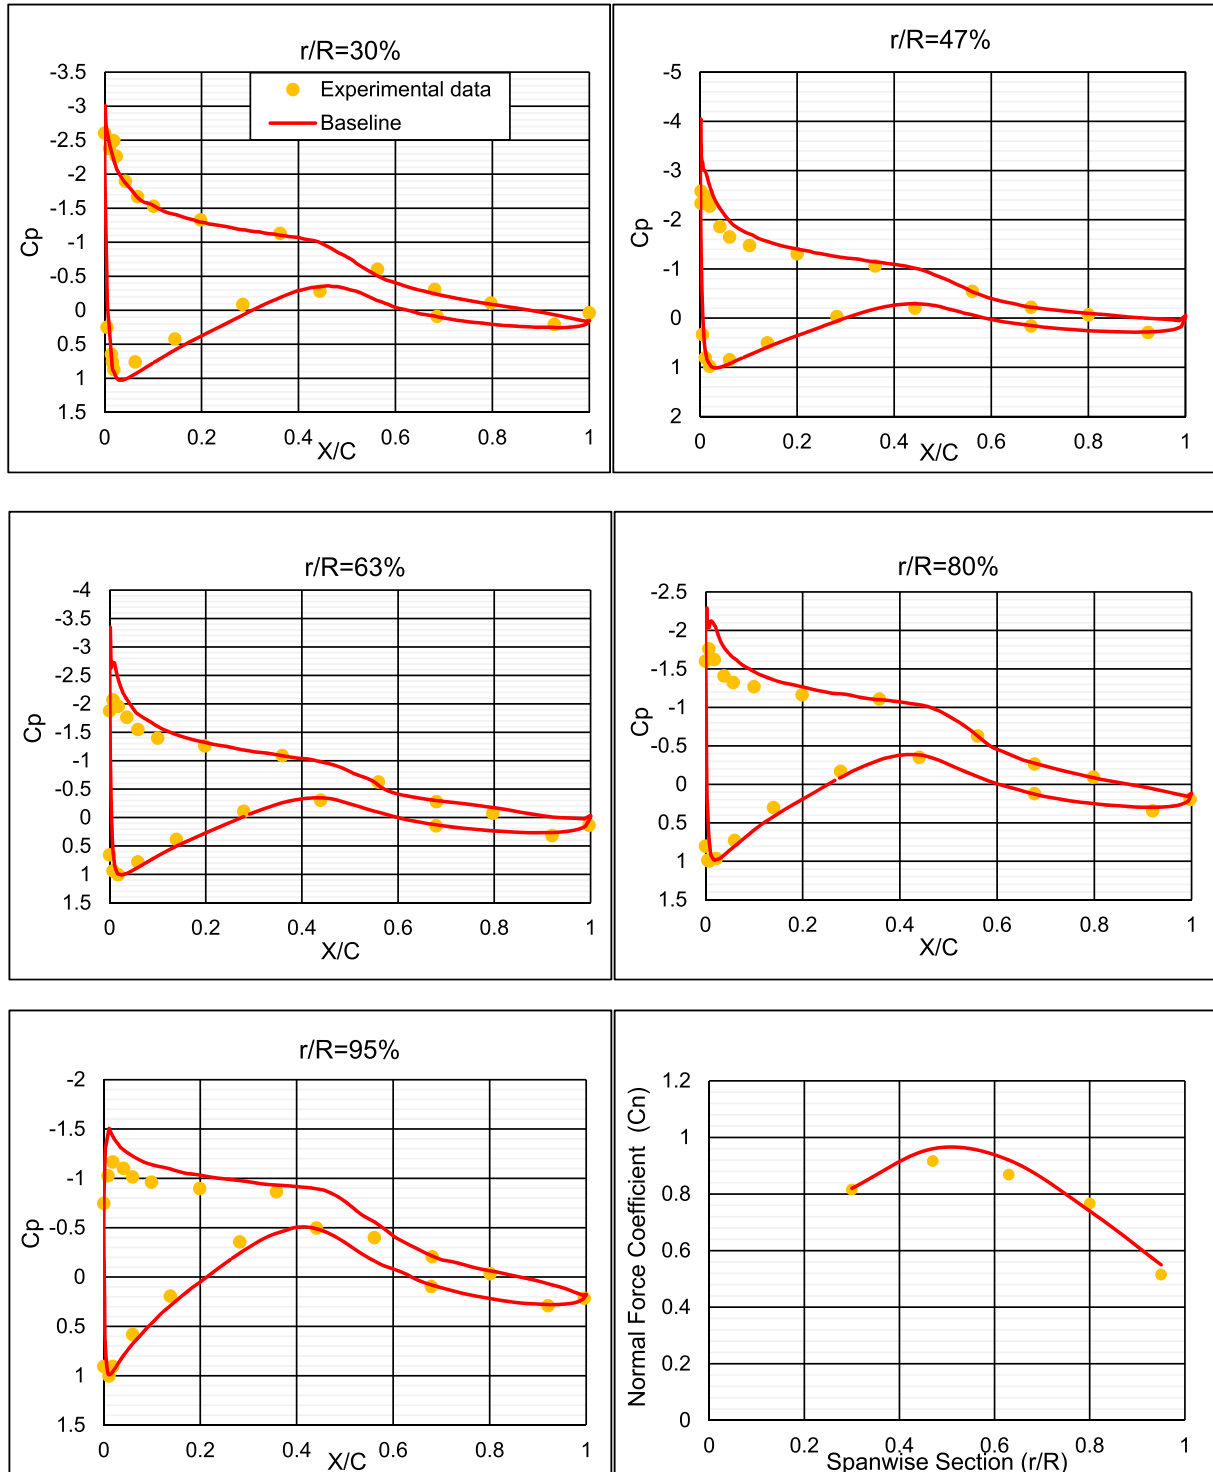 r/R=30%
Experimental data
Baseline
-3.5
-3
-2.5
-2
-1.5
-1
-0.5
0
0.5
1
1.5
Cp
0 0.2 0.4 0.6 0.8 1
X/C
r/R=47%
-5
-4
-3
-2
-1
0
1
2
Cp
0 0.2 0.4 0.6 0.8 1
X/C
r/R=63%
-4
-3.5
-3
-2.5
-2
-1.5
-1
-0.5
0
0.5
1
1.5
Cp
0 0.2 0.4 0.6 0.8 1
X/C
r/R=80%
-2.5
-2
-1.5
-1
-0.5
0
0.5
1
1.5
Cp
0 0.2 0.4 0.6 0.8 1
X/C
r/R=95%
-2
-1.5
-1
-0.5
0
0.5
1
1.5
Cp
0 0.2 0.4 0.6 0.8 1
X/C
1.2
1
0.8
0.6
0.4
0.2
0
Normal Force Coefficient (Cn)
0 0.2 0.4 0.6 0.8 1
Spanwise Section (r/R)